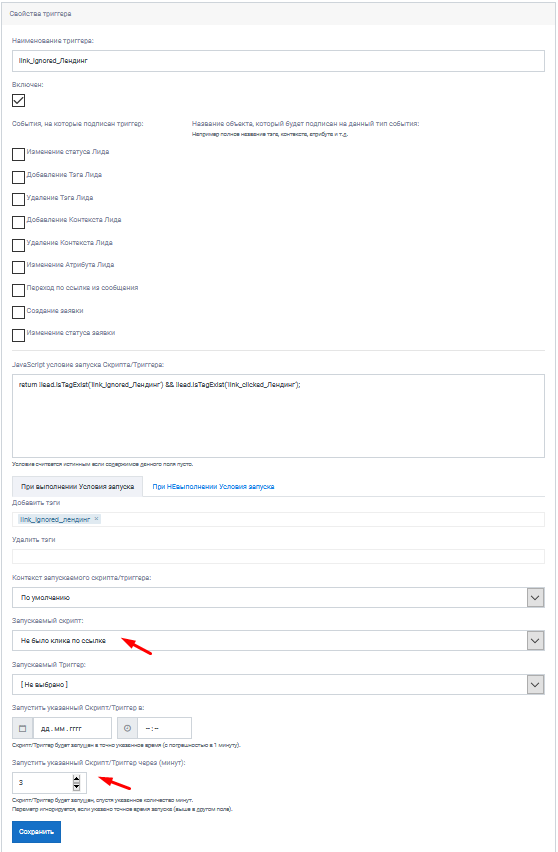 Свойства триггера
Наименование триггера:
link_ignored_Лендинг
Включен:
События, на которые подписан триггер:
Название объекта, который будет подписан на данный тип события:
Например полное название тэга, контекста, атрибута и т.д.
Изменение статуса Лида
Добавление Тэга Лида
Удаление Тэга Лида
Добавление Контекста Лида
Удаление Контекста Лида
Изменение Атрибута Лида
Переход по ссылке из сообщения
Создание заявки
Изменение статуса заявки
JavaScript условие запуска Скрипта/Триггера:
return !lead.isTagExist('link_ignored_Лендинг') && !lead.isTagExist('link_clicked_Лендинг');
Условие считается истинным если содержимое данного поля пусто.
При выполнении Условия запуска
При НЕвыполнении Условия запуска
Добавить тэги
link_ignored_лендинг ×
Удалить тэги
Контекст запускаемого скрипта/триггера:
По умолчанию
Запускаемый скрипт:
Не было клика по ссылке
Запускаемый Триггер:
[ Не выбрано ]
Запустить указанный Скрипт/Триггер в:
дд.мм.гггг
--:--
Скрипт/Триггер будет запущен в точно указанное время (с погрешностью в 1 минуту).
Запустить указанный Скрипт/Триггер через (минут):
3
Скрипт/Триггер будет запущен, спустя указанное количество минут.
Параметр игнорируется, если указано точное время запуска (выше в другом поле).
Сохранить